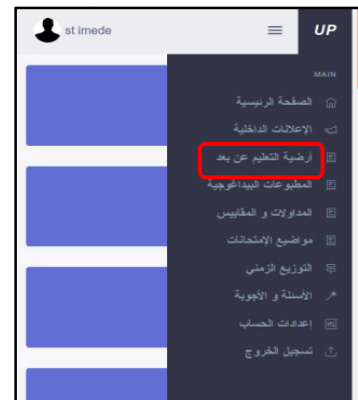 st imede
UP
MAIN
الصفحة الرئيسية
الإعلانات الداخلية
أرضية التعليم عن بعد
المطبوعات البيداغوجية
المداولات و المقاييس
مواضيع الإمتحانات
التوزيع الزمني
الأسئلة و الأجوبة
إعدادات الحساب
تسجيل الخروج